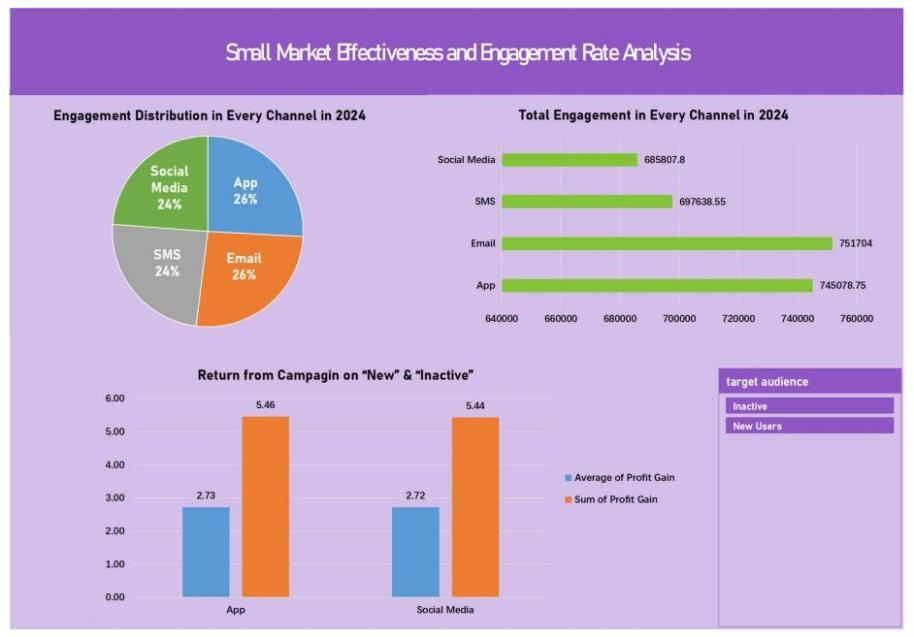 Small Market Effectiveness and Engagement Rate Analysis
Engagement Distribution in Every Channel in 2024
Social
Media
24%
App
26%
SMS
24%
Email
26%
Total Engagement in Every Channel in 2024
Social Media
685807.8
SMS
697638.55
Email
751704
App
745078.75
640000 660000 680000 700000 720000 740000 760000
Return from Campagin on “New” & “Inactive”
6.00
5.00
4.00
3.00
2.00
1.00
0.00
2.73
5.46
2.72
5.44
App
Social Media
Average of Profit Gain
Sum of Profit Gain
target audience
Inactive
New Users